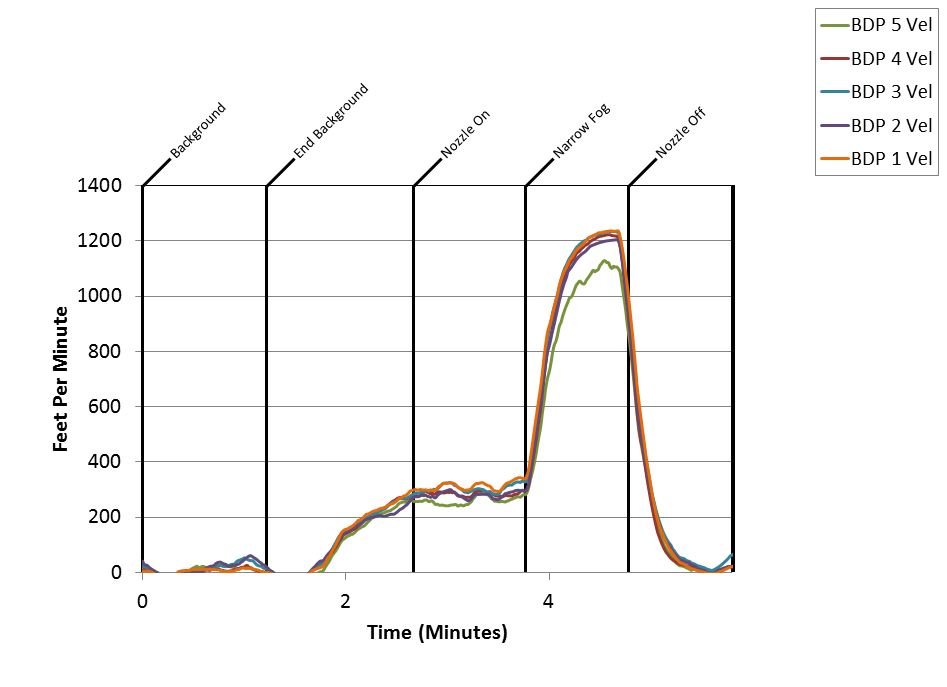 BDP 5 Vel
BDP 4 Vel
BDP 3 Vel
BDP 2 Vel
BDP 1 Vel
Background
End Background
Nozzle On
Narrow Fog
Nozzle Off
1400
1200
1000
800
600
400
200
0
Feet Per Minute
0
2
4
Time (Minutes)